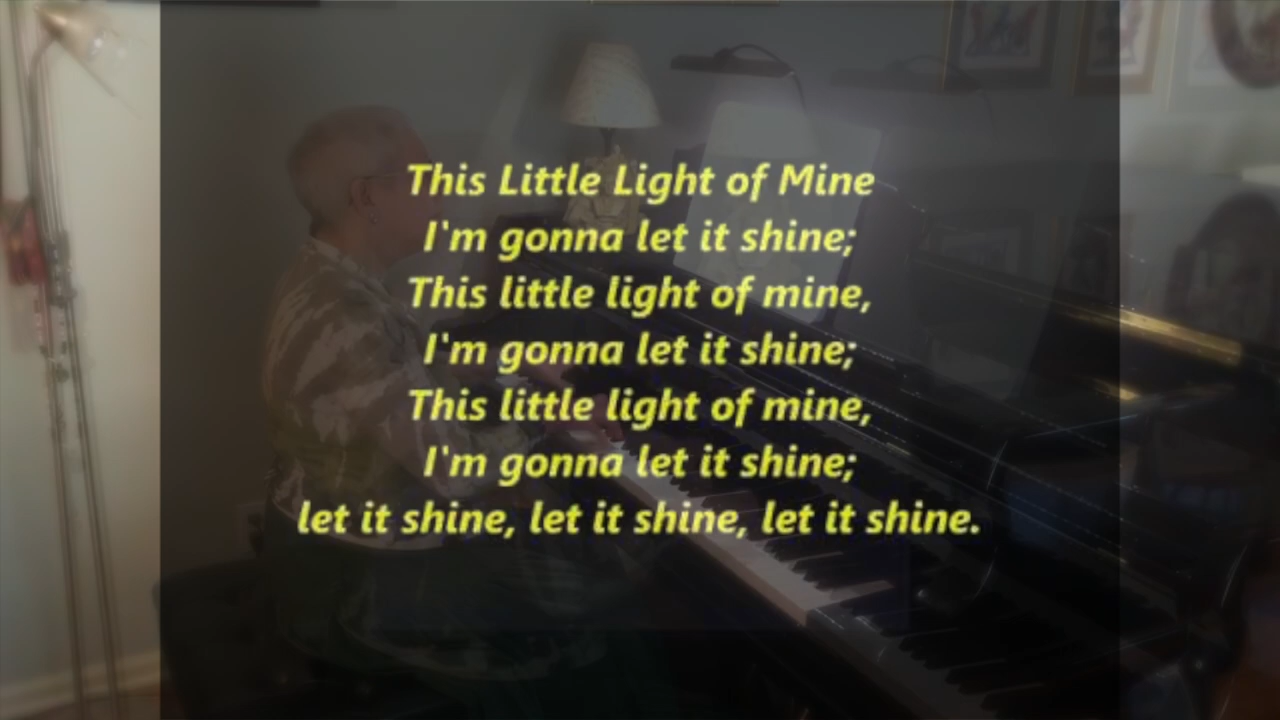 This Little Light of Mine
I'm gonna let it shine;
This little light of mine,
I'm gonna let it shine;
This little light of mine,
I'm gonna let it shine;
let it shine, let it shine, let it shine.